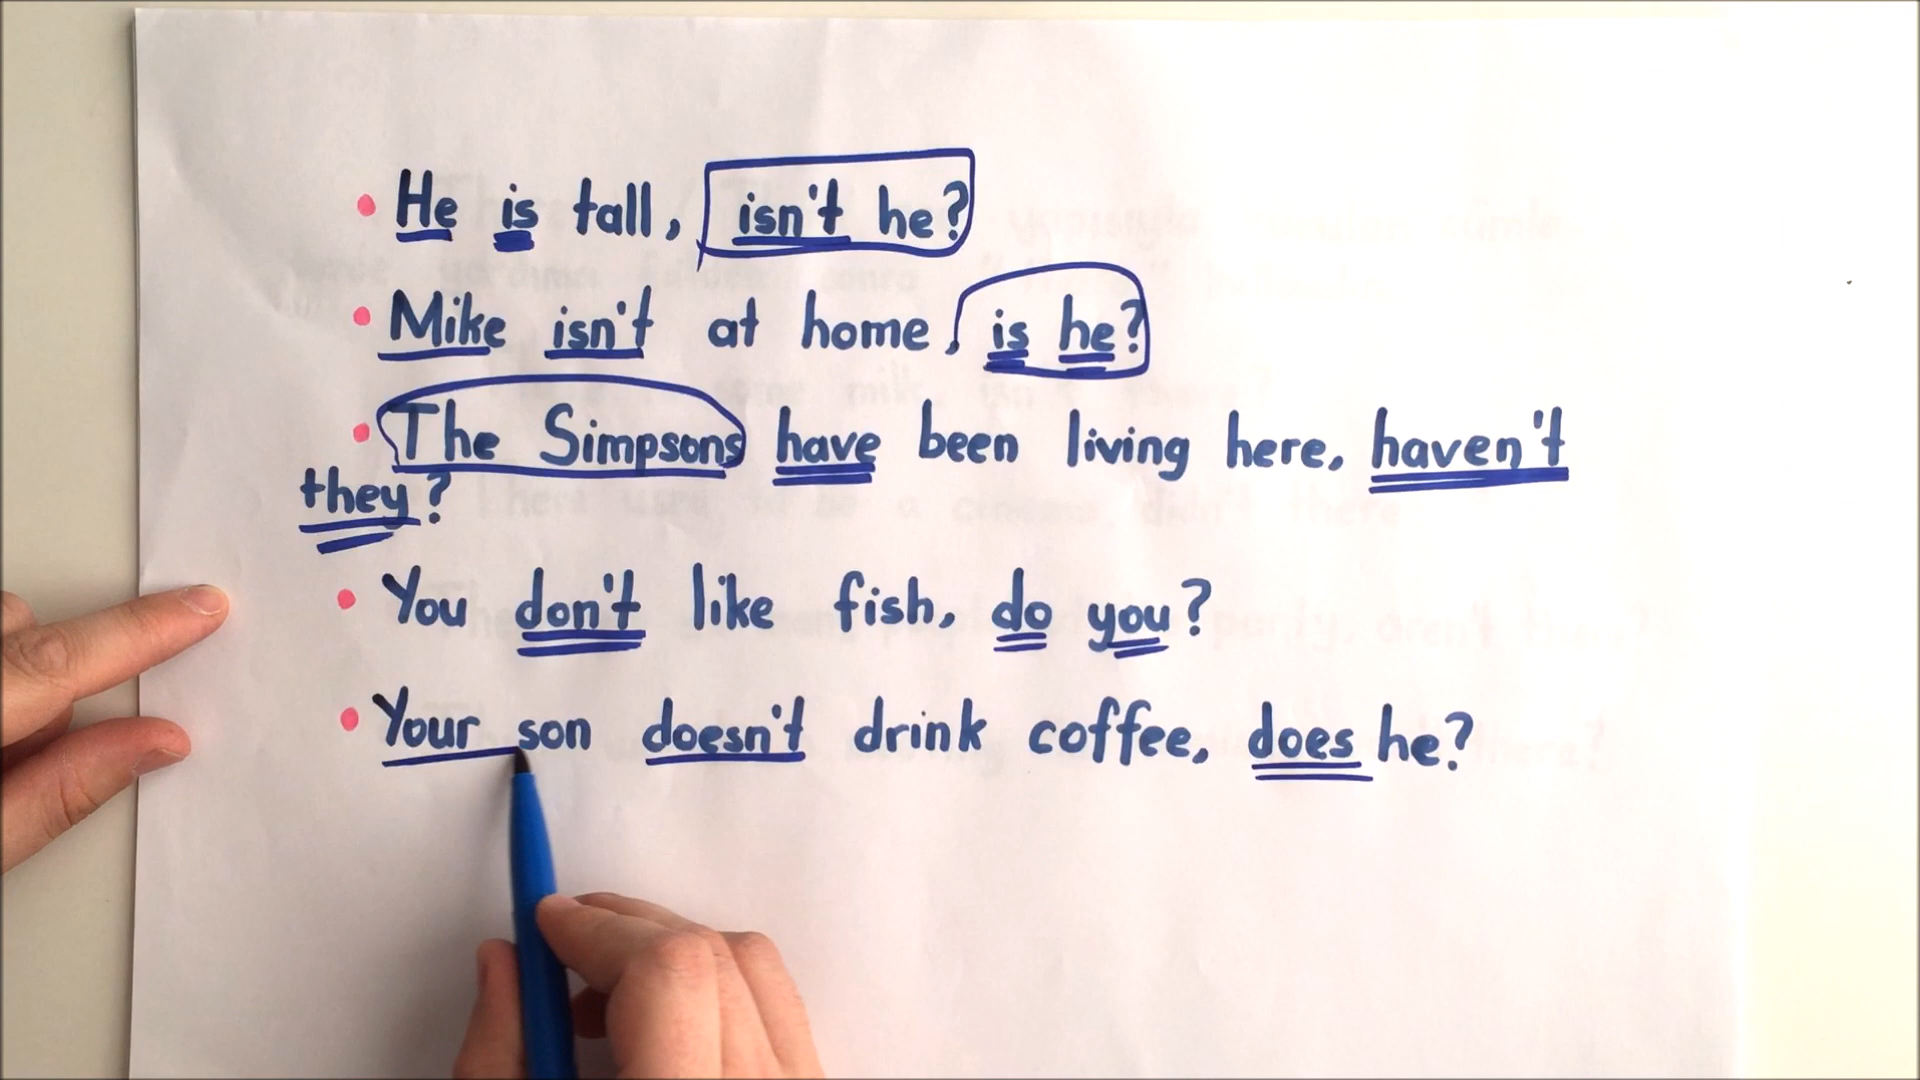 He is tall, isn't he?
Mike isn't at home, is he?
The Simpsons have been living here, haven't
they?
You don't like fish, do you?
Your son doesn't drink coffee, does he?